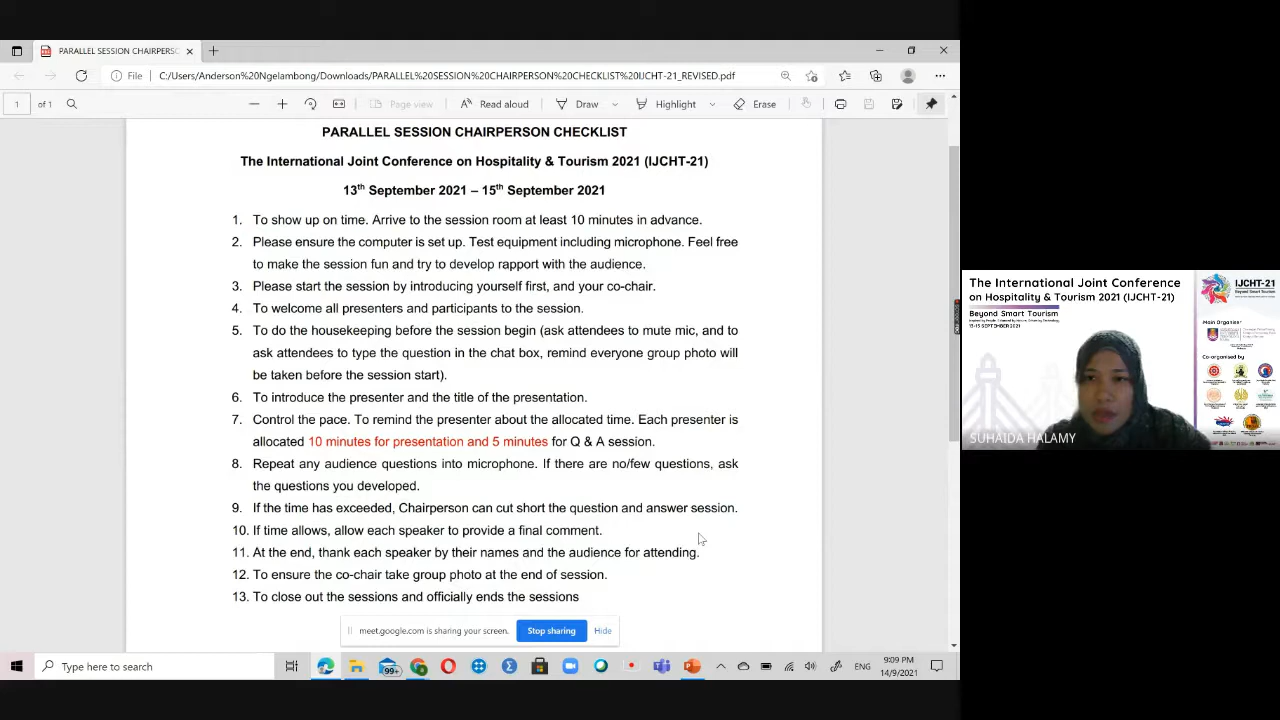 PARALLEL SESSION CHAIRPERSC
File
C:/Users/Anderson%20Ngelambong/Downloads/PARALLEL%20SESSION%20CHAIRPERSON%20CHECKLIST%20IJCHT-21_REVISED.pdf
1 of 1
Page view
Read aloud
Draw
Highlight
Erase
PARALLEL SESSION CHAIRPERSON CHECKLIST
The International Joint Conference on Hospitality & Tourism 2021 (IJCHT-21)
13th September 2021 – 15th September 2021
1. To show up on time. Arrive to the session room at least 10 minutes in advance.
2. Please ensure the computer is set up. Test equipment including microphone. Feel free
to make the session fun and try to develop rapport with the audience.
3. Please start the session by introducing yourself first, and your co-chair.
4. To welcome all presenters and participants to the session.
5. To do the housekeeping before the session begin (ask attendees to mute mic, and to
ask attendees to type the question in the chat box, remind everyone group photo will
be taken before the session start).
6. To introduce the presenter and the title of the presentation.
7. Control the pace. To remind the presenter about the allocated time. Each presenter is
allocated 10 minutes for presentation and 5 minutes for Q & A session.
8. Repeat any audience questions into microphone. If there are no/few questions, ask
the questions you developed.
9. If the time has exceeded, Chairperson can cut short the question and answer session.
10. If time allows, allow each speaker to provide a final comment.
11. At the end, thank each speaker by their names and the audience for attending.
12. To ensure the co-chair take group photo at the end of session.
13. To close out the sessions and officially ends the sessions
meet.google.com is sharing your screen.
Stop sharing
Hide
Type here to search
99+
ENG
9:09 PM
14/9/2021
The International Joint Conference
on Hospitality & Tourism 2021 (IJCHT-21)
Beyond Smart Tourism
13-15 SEPTEMBER 2021
IJCHT-21
Beyond Smart Tourism
Main Organiser
Co-organised by
SUHAIDA HALAMY